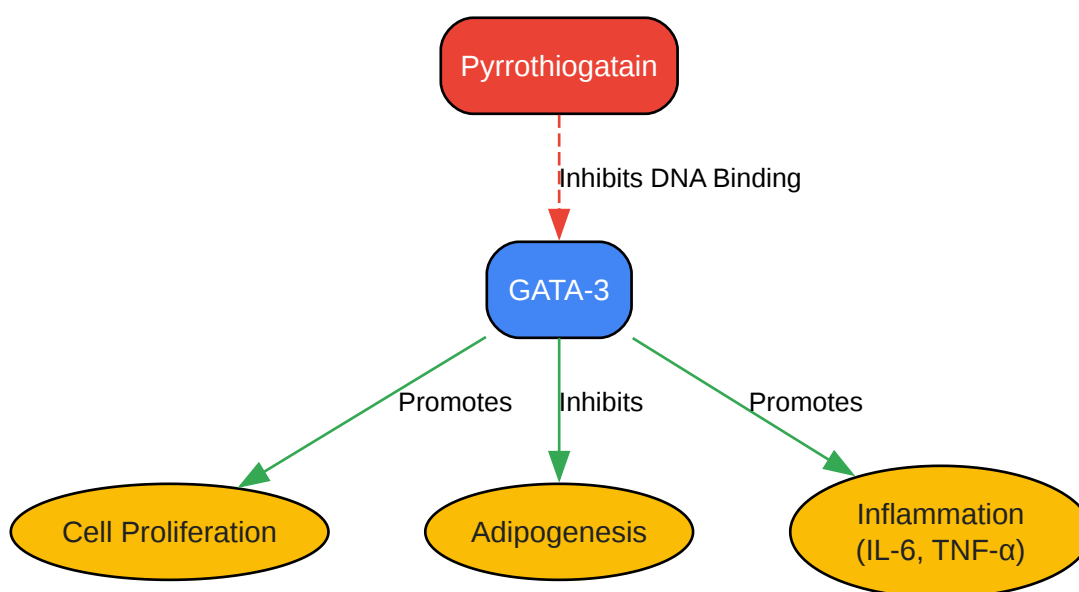 Pyrrothiogatain
Inhibits DNA Binding
GATA-3
Promotes
Inhibits
Promotes
Cell Proliferation
Adipogenesis
Inflammation
(IL-6, TNF-α)